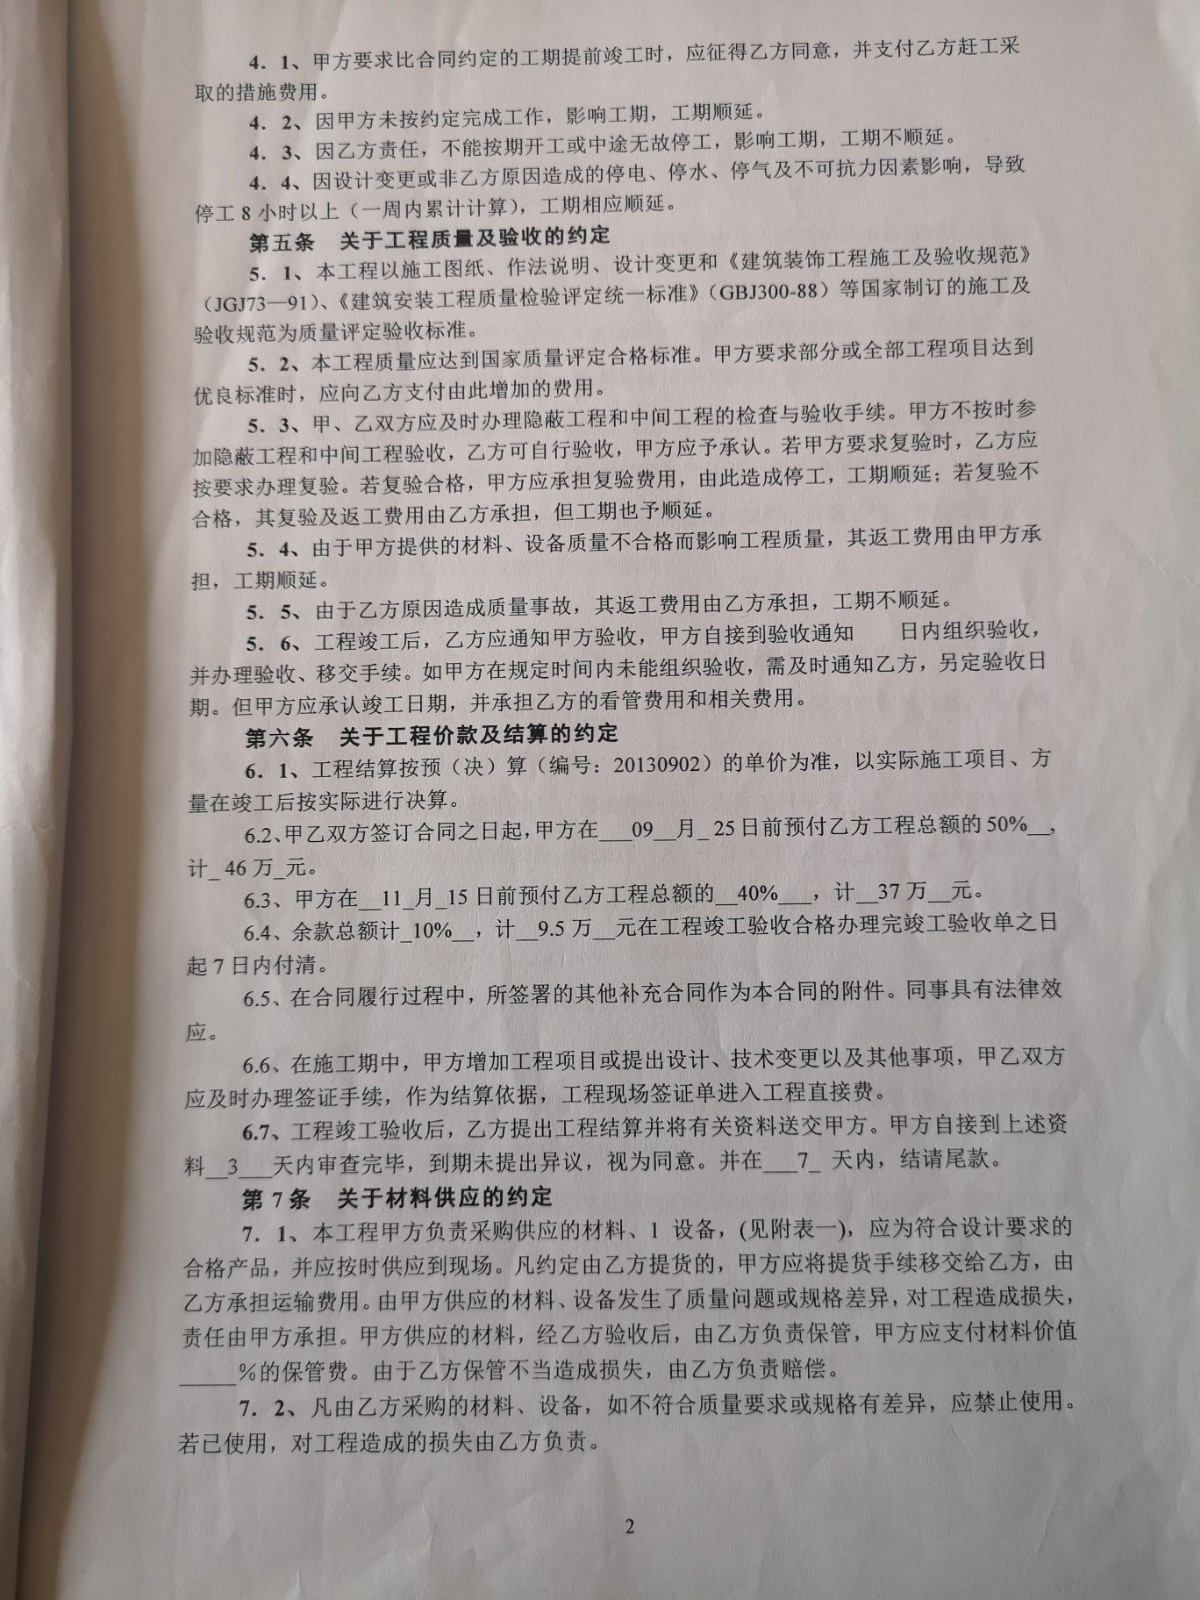 4．1、甲方要求比合同约定的工期提前竣工时，应征得乙方同意，并支付乙方赶工采
取的措施费用。
4．2、因甲方未按约定完成工作，影响工期，工期顺延。
4．3、因乙方责任，不能按期开工或中途无故停工，影响工期，工期不顺延。
4．4、因设计变更或非乙方原因造成的停电、停水、停气及不可抗力因素影响，导致
停工 8 小时以上（一周内累计计算），工期相应顺延。
第五条　关于工程质量及验收的约定
5．1、本工程以施工图纸、作法说明、设计变更和《建筑装饰工程施工及验收规范》
（JGJ73—91）、《建筑安装工程质量检验评定统一标准》（GBJ300-88）等国家制订的施工及
验收规范为质量评定验收标准。
5．2、本工程质量应达到国家质量评定合格标准。甲方要求部分或全部工程项目达到
优良标准时，应向乙方支付由此增加的费用。
5．3、甲、乙双方应及时办理隐蔽工程和中间工程的检查与验收手续。甲方不按时参
加隐蔽工程和中间工程验收，乙方可自行验收，甲方应予承认。若甲方要求复验时，乙方应
按要求办理复验。若复验合格，甲方应承担复验费用，由此造成停工，工期顺延；若复验不
合格，其复验及返工费用由乙方承担，但工期也予顺延。
5．4、由于甲方提供的材料、设备质量不合格而影响工程质量，其返工费用由甲方承
担，工期顺延。
5．5、由于乙方原因造成质量事故，其返工费用由乙方承担，工期不顺延。
5．6、工程竣工后，乙方应通知甲方验收，甲方自接到验收通知　　日内组织验收，
并办理验收、移交手续。如甲方在规定时间内未能组织验收，需及时通知乙方，另定验收日
期。但甲方应承认竣工日期，并承担乙方的看管费用和相关费用。
第六条　关于工程价款及结算的约定
6．1、工程结算按预（决）算（编号：20130902）的单价为准，以实际施工项目、方
量在竣工后按实际进行决算。
6.2、甲乙双方签订合同之日起，甲方在___09__月_ 25 日前预付乙方工程总额的 50%__，
计_ 46 万_元。
6.3、甲方在__11_月_15 日前预付乙方工程总额的__40%___，计__37 万__元。
6.4、余款总额计_10%__，计__9.5 万__元在工程竣工验收合格办理完竣工验收单之日
起 7 日内付清。
6.5、在合同履行过程中，所签署的其他补充合同作为本合同的附件。同事具有法律效
应。
6.6、在施工期中，甲方增加工程项目或提出设计、技术变更以及其他事项，甲乙双方
应及时办理签证手续，作为结算依据，工程现场签证单进入工程直接费。
6.7、工程竣工验收后，乙方提出工程结算并将有关资料送交甲方。甲方自接到上述资
料__3___天内审查完毕，到期未提出异议，视为同意。并在___7_ 天内，结请尾款。
第 7 条　关于材料供应的约定
7．1、本工程甲方负责采购供应的材料、1 设备，(见附表一)，应为符合设计要求的
合格产品，并应按时供应到现场。凡约定由乙方提货的，甲方应将提货手续移交给乙方，由
乙方承担运输费用。由甲方供应的材料、设备发生了质量问题或规格差异，对工程造成损失，
责任由甲方承担。甲方供应的材料，经乙方验收后，由乙方负责保管，甲方应支付材料价值
_____%的保管费。由于乙方保管不当造成损失，由乙方负责赔偿。
7．2、凡由乙方采购的材料、设备，如不符合质量要求或规格有差异，应禁止使用。
若已使用，对工程造成的损失由乙方负责。
2